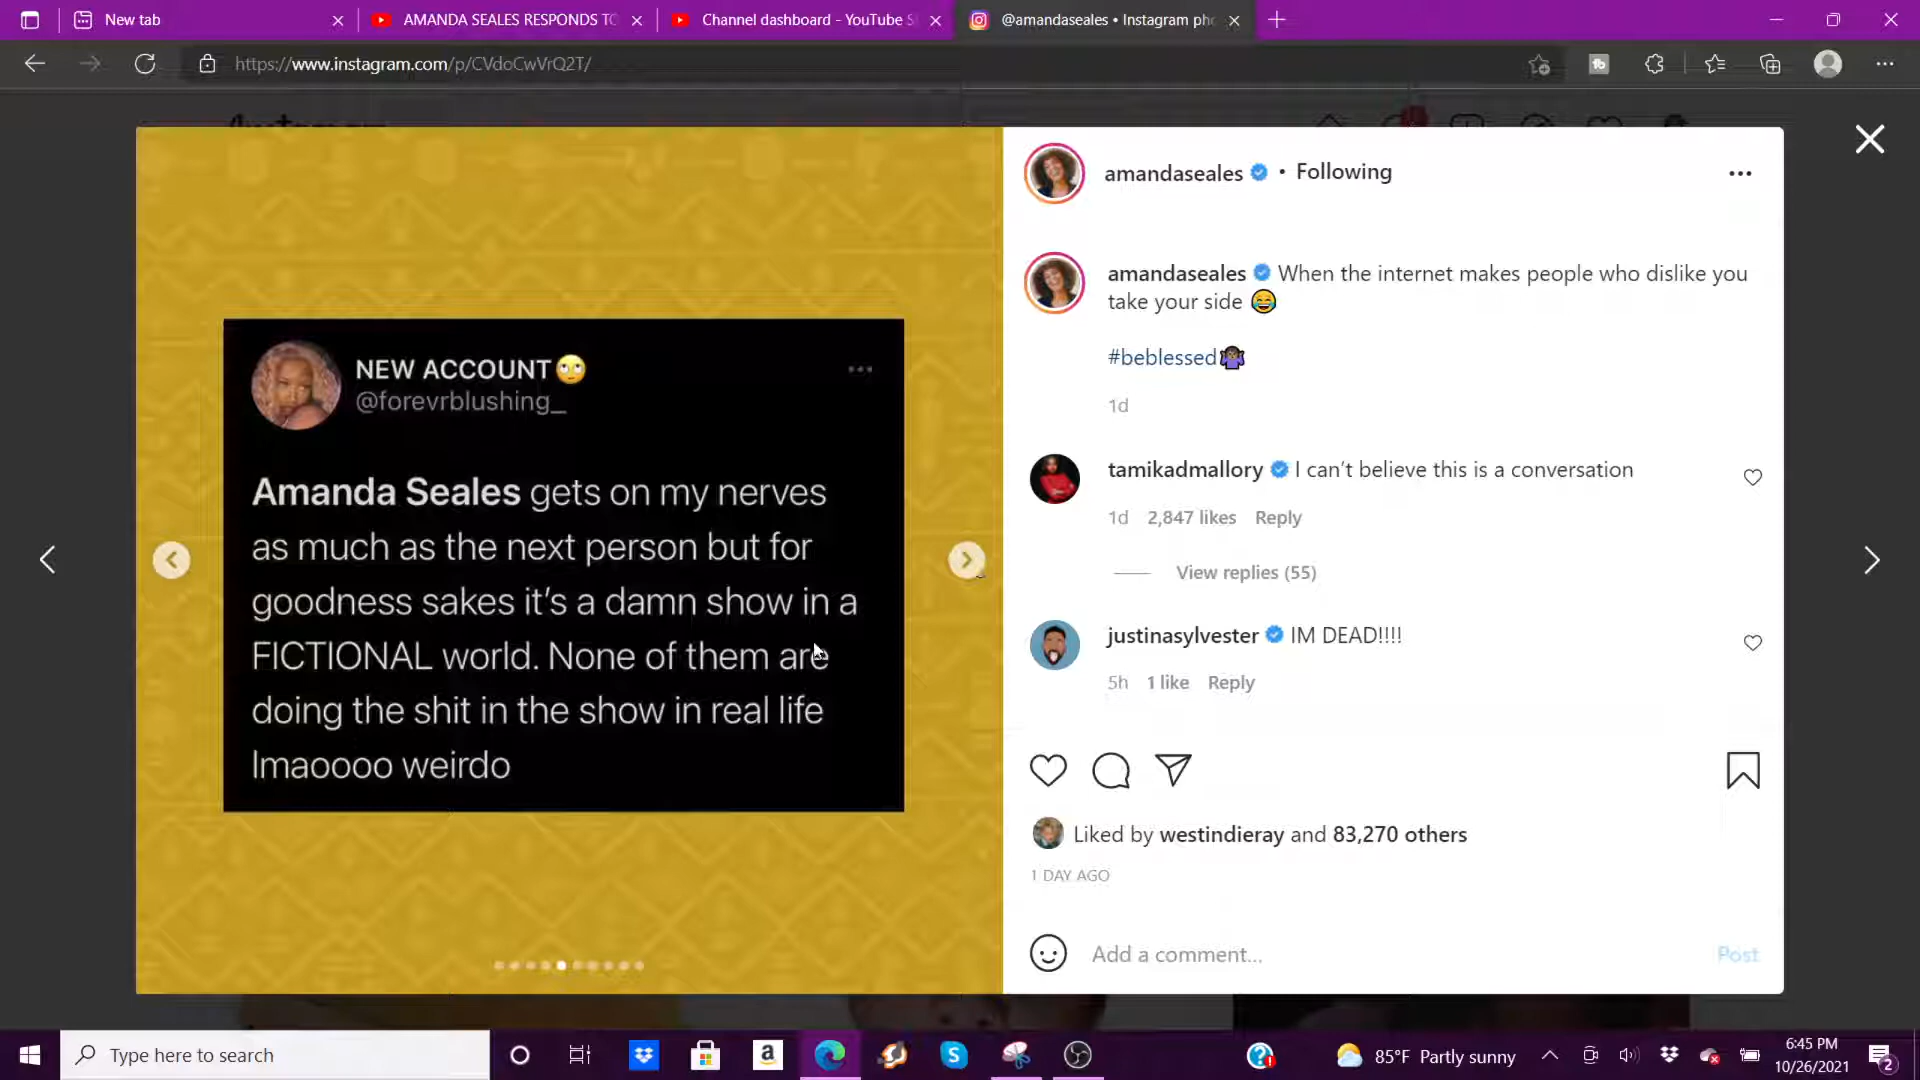 New tab
AMANDA SEALES RESPONDS TO
Channel dashboard - YouTube S
@amandaseales • Instagram pho
https://www.instagram.com/p/CVdoCwVrQ2T/
amandaseales • Following
amandaseales When the internet makes people who dislike you
take your side 😂
#beblessed🤷🏾‍♀️
1d
NEW ACCOUNT🙄
@forevrblushing_
Amanda Seales gets on my nerves
as much as the next person but for
goodness sakes it's a damn show in a
FICTIONAL world. None of them are
doing the shit in the show in real life
lmaoooo weirdo
tamikadmallory I can't believe this is a conversation
1d 2,847 likes Reply
View replies (55)
justinasylvester IM DEAD!!!!
5h 1 like Reply
Liked by westindieray and 83,270 others
1 DAY AGO
Add a comment...
Post
Type here to search
85°F Partly sunny
6:45 PM
10/26/2021
2